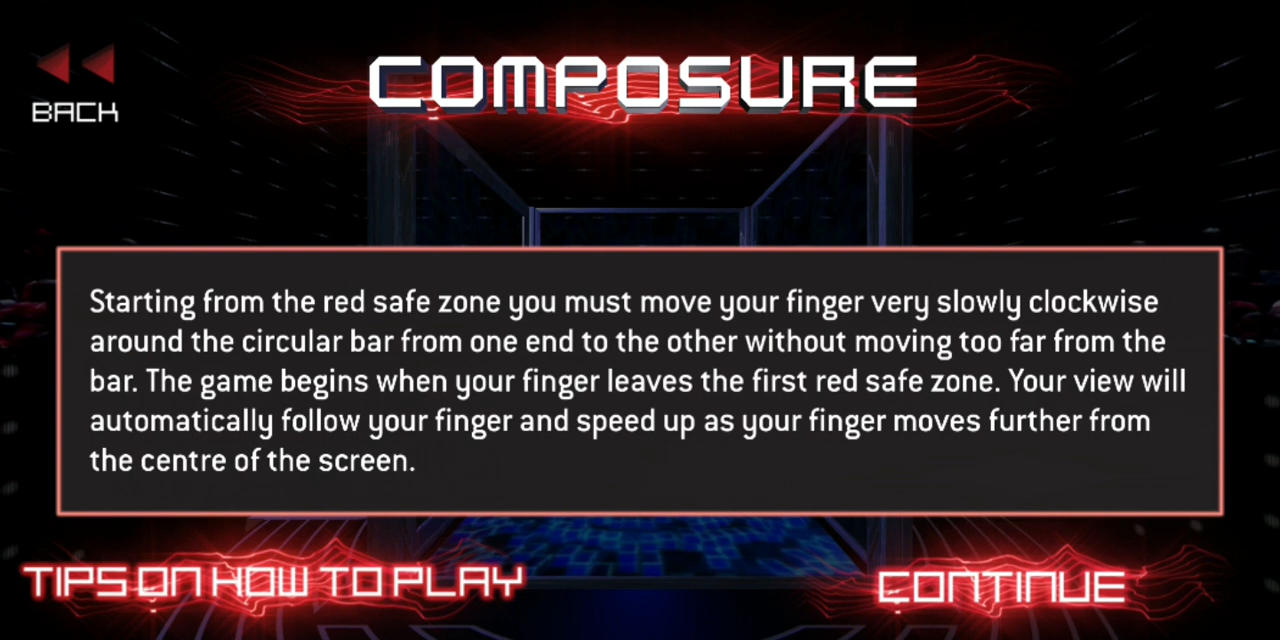 COMPOSURE
BACK
Starting from the red safe zone you must move your finger very slowly clockwise
around the circular bar from one end to the other without moving too far from the
bar. The game begins when your finger leaves the first red safe zone. Your view will
automatically follow your finger and speed up as your finger moves further from
the centre of the screen.
TIPS ON HOW TO PLAY
CONTINUE